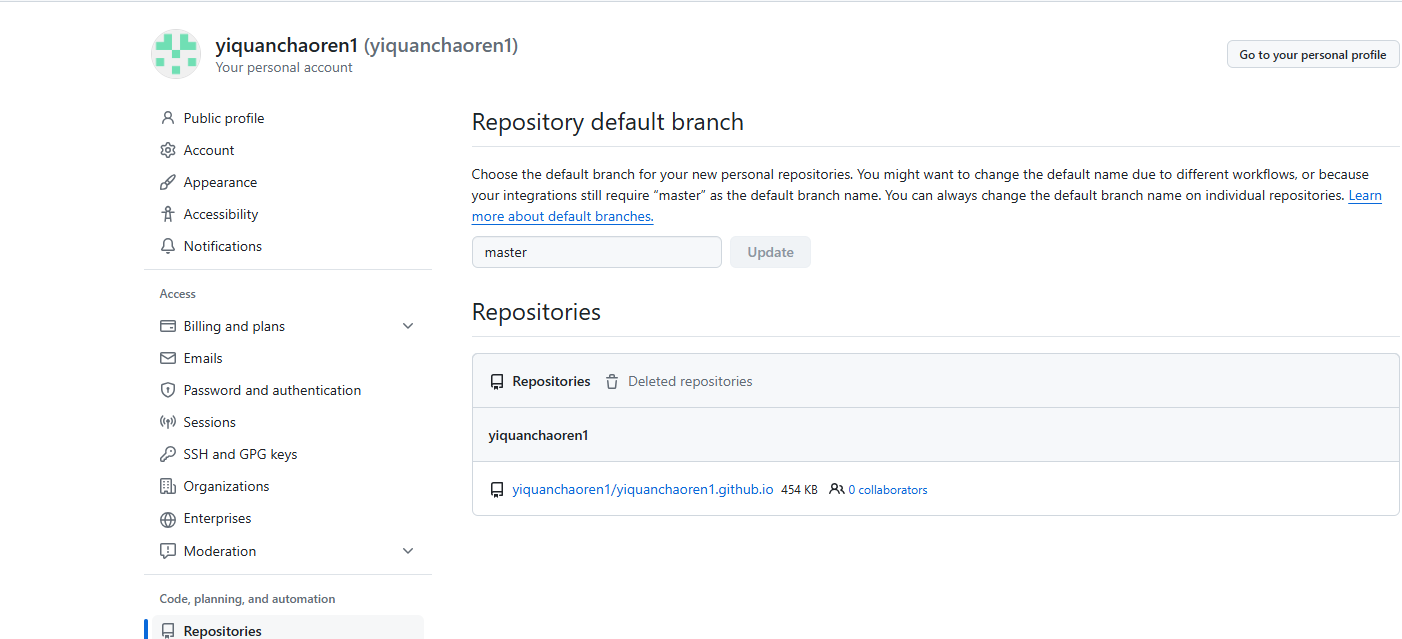 yiquanchaoren1 (yiquanchaoren1)
Your personal account
Go to your personal profile
Public profile
Account
Appearance
Accessibility
Notifications
Access
Billing and plans
Emails
Password and authentication
Sessions
SSH and GPG keys
Organizations
Enterprises
Moderation
Code, planning, and automation
Repositories
Repository default branch
Choose the default branch for your new personal repositories. You might want to change the default name due to different workflows, or because
your integrations still require “master” as the default branch name. You can always change the default branch name on individual repositories. Learn
more about default branches.
master
Update
Repositories
Repositories Deleted repositories
yiquanchaoren1
yiquanchaoren1/yiquanchaoren1.github.io 454 KB 0 collaborators